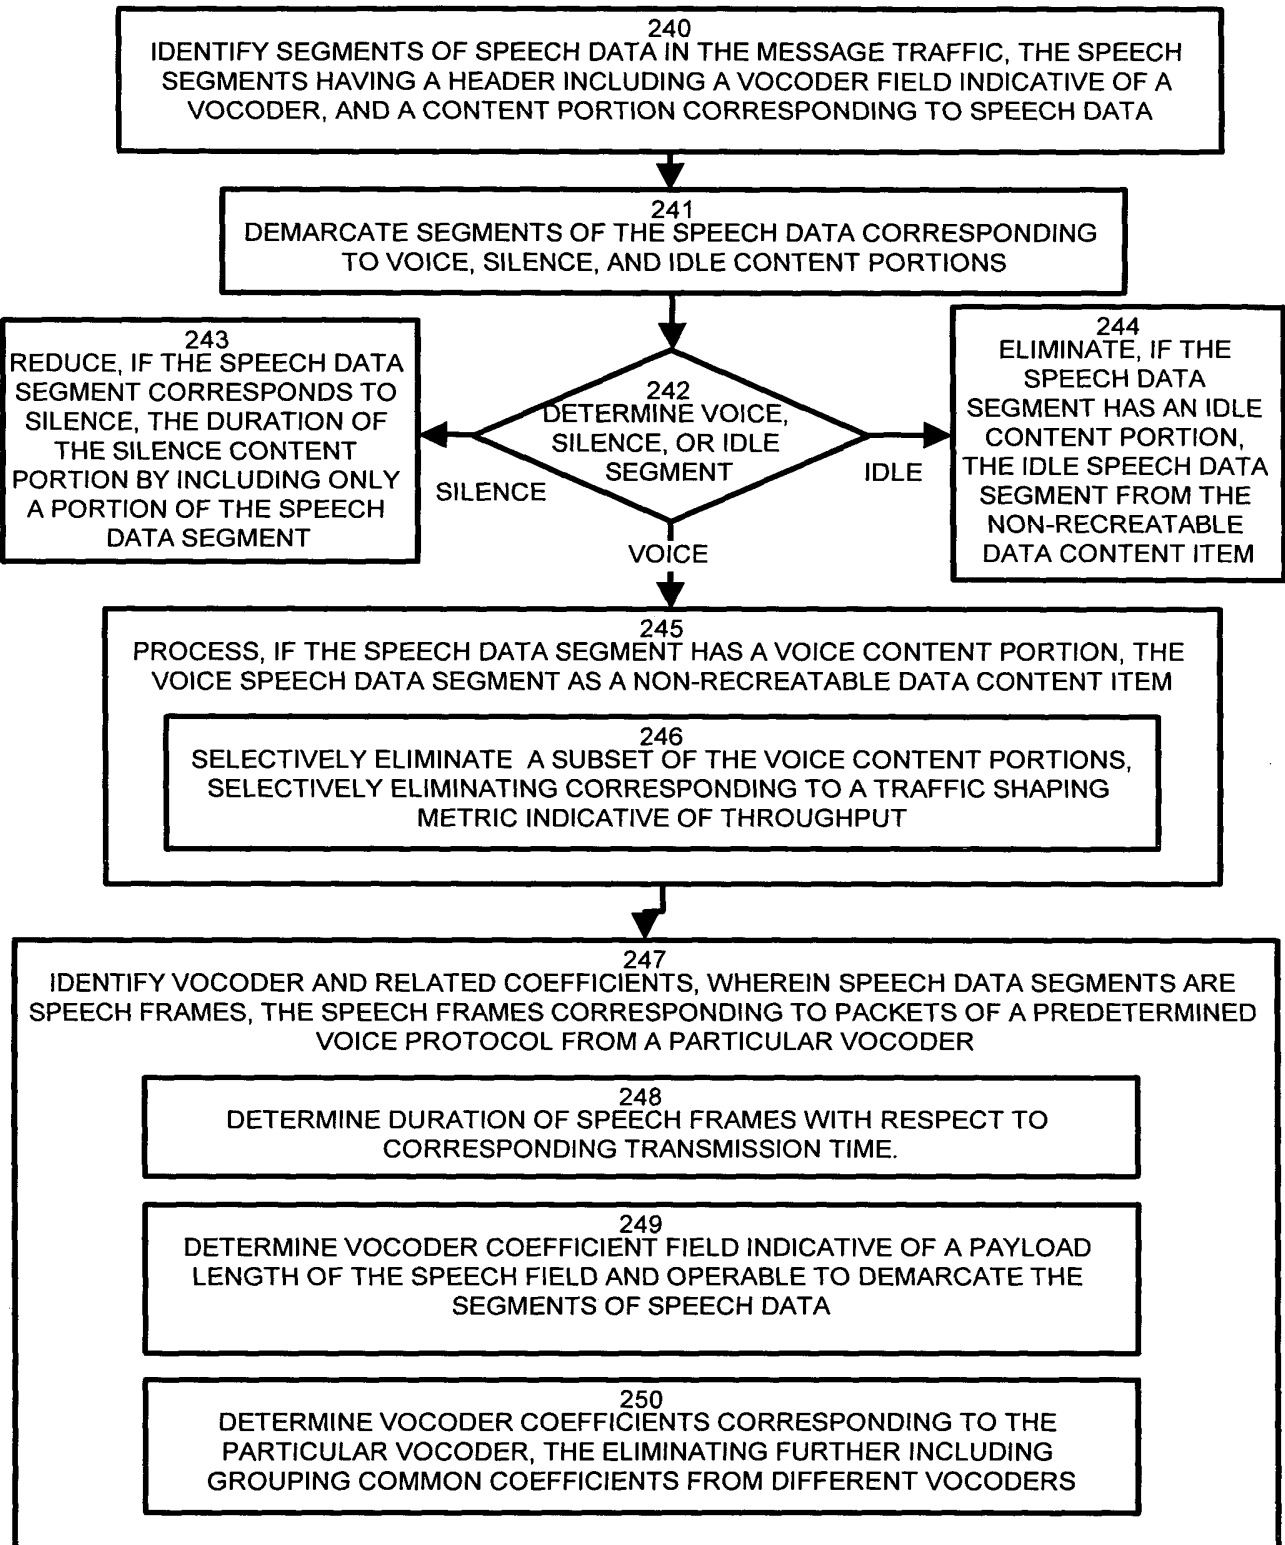 240
IDENTIFY SEGMENTS OF SPEECH DATA IN THE MESSAGE TRAFFIC, THE SPEECH
SEGMENTS HAVING A HEADER INCLUDING A VOCODER FIELD INDICATIVE OF A
VOCODER, AND A CONTENT PORTION CORRESPONDING TO SPEECH DATA
241
DEMARCATE SEGMENTS OF THE SPEECH DATA CORRESPONDING
TO VOICE, SILENCE, AND IDLE CONTENT PORTIONS
243
REDUCE, IF THE SPEECH DATA
SEGMENT CORRESPONDS TO
SILENCE, THE DURATION OF
THE SILENCE CONTENT
PORTION BY INCLUDING ONLY
A PORTION OF THE SPEECH
DATA SEGMENT
242
DETERMINE VOICE,
SILENCE, OR IDLE
SEGMENT
SILENCE
IDLE
VOICE
244
ELIMINATE, IF THE
SPEECH DATA
SEGMENT HAS AN IDLE
CONTENT PORTION,
THE IDLE SPEECH DATA
SEGMENT FROM THE
NON-RECREATABLE
DATA CONTENT ITEM
245
PROCESS, IF THE SPEECH DATA SEGMENT HAS A VOICE CONTENT PORTION, THE
VOICE SPEECH DATA SEGMENT AS A NON-RECREATABLE DATA CONTENT ITEM
246
SELECTIVELY ELIMINATE A SUBSET OF THE VOICE CONTENT PORTIONS,
SELECTIVELY ELIMINATING CORRESPONDING TO A TRAFFIC SHAPING
METRIC INDICATIVE OF THROUGHPUT
247
IDENTIFY VOCODER AND RELATED COEFFICIENTS, WHEREIN SPEECH DATA SEGMENTS ARE
SPEECH FRAMES, THE SPEECH FRAMES CORRESPONDING TO PACKETS OF A PREDETERMINED
VOICE PROTOCOL FROM A PARTICULAR VOCODER
248
DETERMINE DURATION OF SPEECH FRAMES WITH RESPECT TO
CORRESPONDING TRANSMISSION TIME.
249
DETERMINE VOCODER COEFFICIENT FIELD INDICATIVE OF A PAYLOAD
LENGTH OF THE SPEECH FIELD AND OPERABLE TO DEMARCATE THE
SEGMENTS OF SPEECH DATA
250
DETERMINE VOCODER COEFFICIENTS CORRESPONDING TO THE
PARTICULAR VOCODER, THE ELIMINATING FURTHER INCLUDING
GROUPING COMMON COEFFICIENTS FROM DIFFERENT VOCODERS